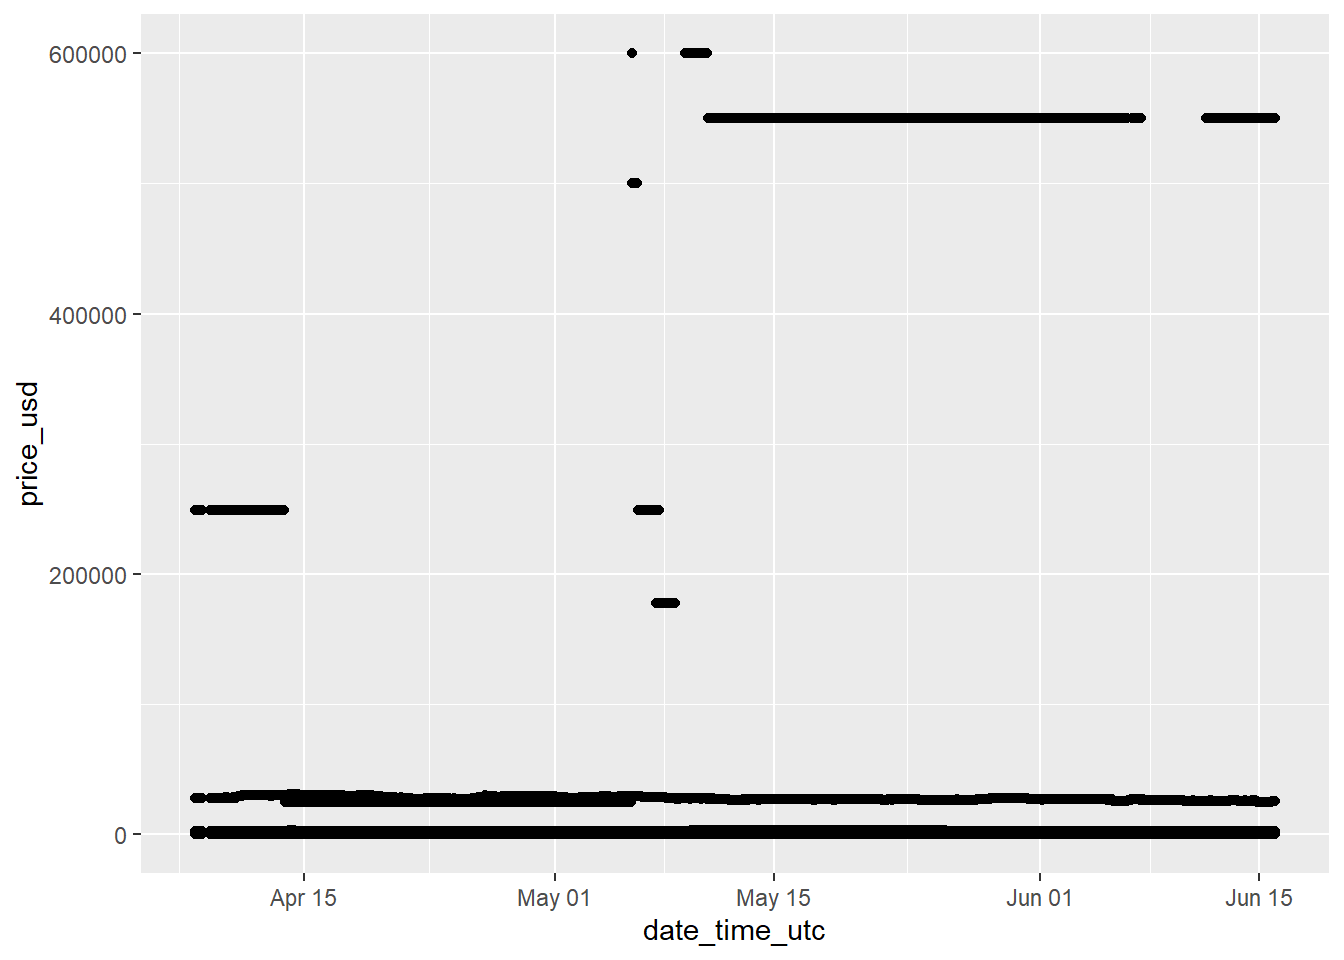 600000
400000
200000
0
price_usd
Apr 15
May 01
May 15
Jun 01
Jun 15
date_time_utc